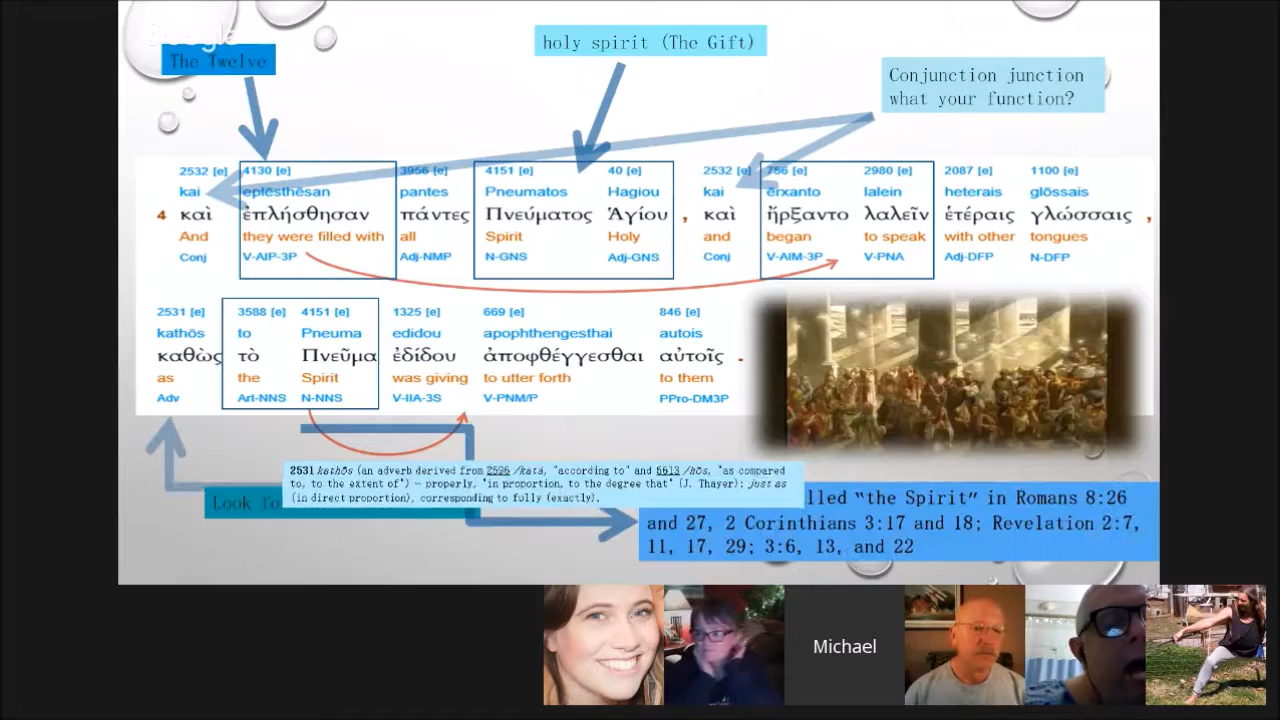 Google
The Twelve
holy spirit (The Gift)
Conjunction junction
what your function?
2532 [e] 4130 [e] 3956 [e] 4151 [e] 40 [e] 2532 [e] 756 [e] 2980 [e] 2087 [e] 1100 [e]
kai eplēsthēsan pantes Pneumatos Hagiou kai ērxanto lalein heterais glōssais
4 καὶ ἐπλήσθησαν πάντες Πνεύματος Ἁγίου , καὶ ἤρξαντο λαλεῖν ἑτέραις γλώσσαις ,
And they were filled with all Spirit Holy and began to speak with other tongues
Conj V-AIP-3P Adj-NMP N-GNS Adj-GNS Conj V-AIM-3P V-PNA Adj-DFP N-DFP
2531 [e] 3588 [e] 4151 [e] 1325 [e] 669 [e] 846 [e]
kathōs to Pneuma edidou apophthengesthai autois
καθὼς τὸ Πνεῦμα ἐδίδου ἀποφθέγγεσθαι αὐτοῖς .
as the Spirit was giving to utter forth to them
Adv Art-NNS N-NNS V-IIA-3S V-PNM/P PPro-DM3P
2531 kathōs (an adverb derived from 2596 /katá, "according to" and 5613 /hōs, "as compared
to, to the extent of") – properly, "in proportion, to the degree that" (J. Thayer); just as
(in direct proportion), corresponding to fully (exactly).
Look
lled "the Spirit" in Romans 8:26
and 27, 2 Corinthians 3:17 and 18; Revelation 2:7,
11, 17, 29; 3:6, 13, and 22
Michael